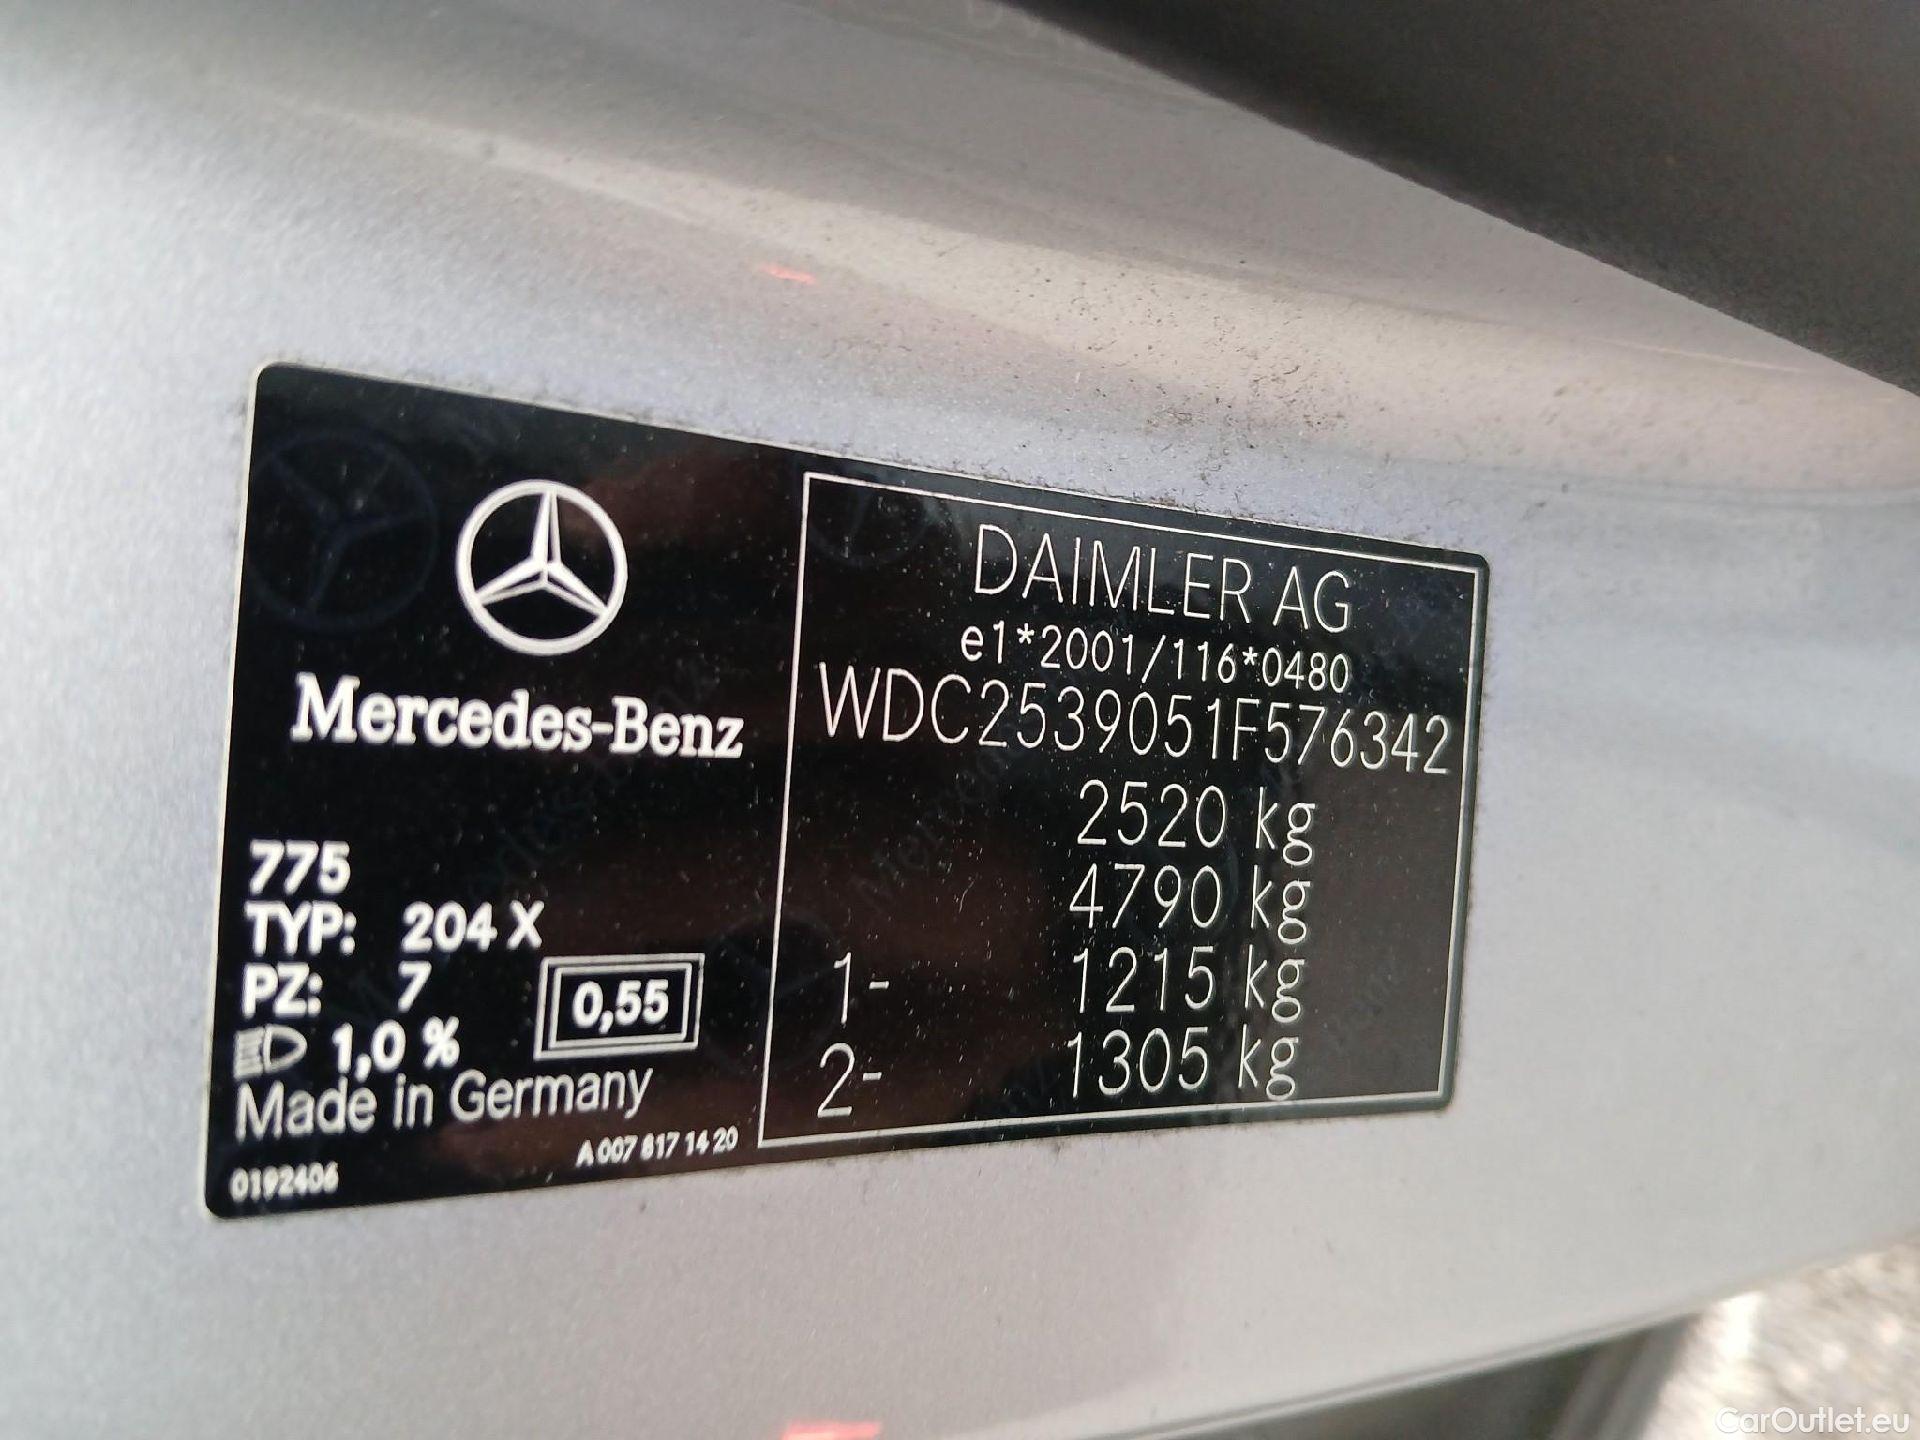 Mercedes-Benz
775
TYP: 204 X
PZ: 7
1,0 %
0,55
Made in Germany
A 007 817 14 20
0192406
DAIMLER AG
e1*2001/116*0480
WDC2539051F576342
2520 kg
4790 kg
1- 1215 kg
2- 1305 kg
CarOutlet.eu